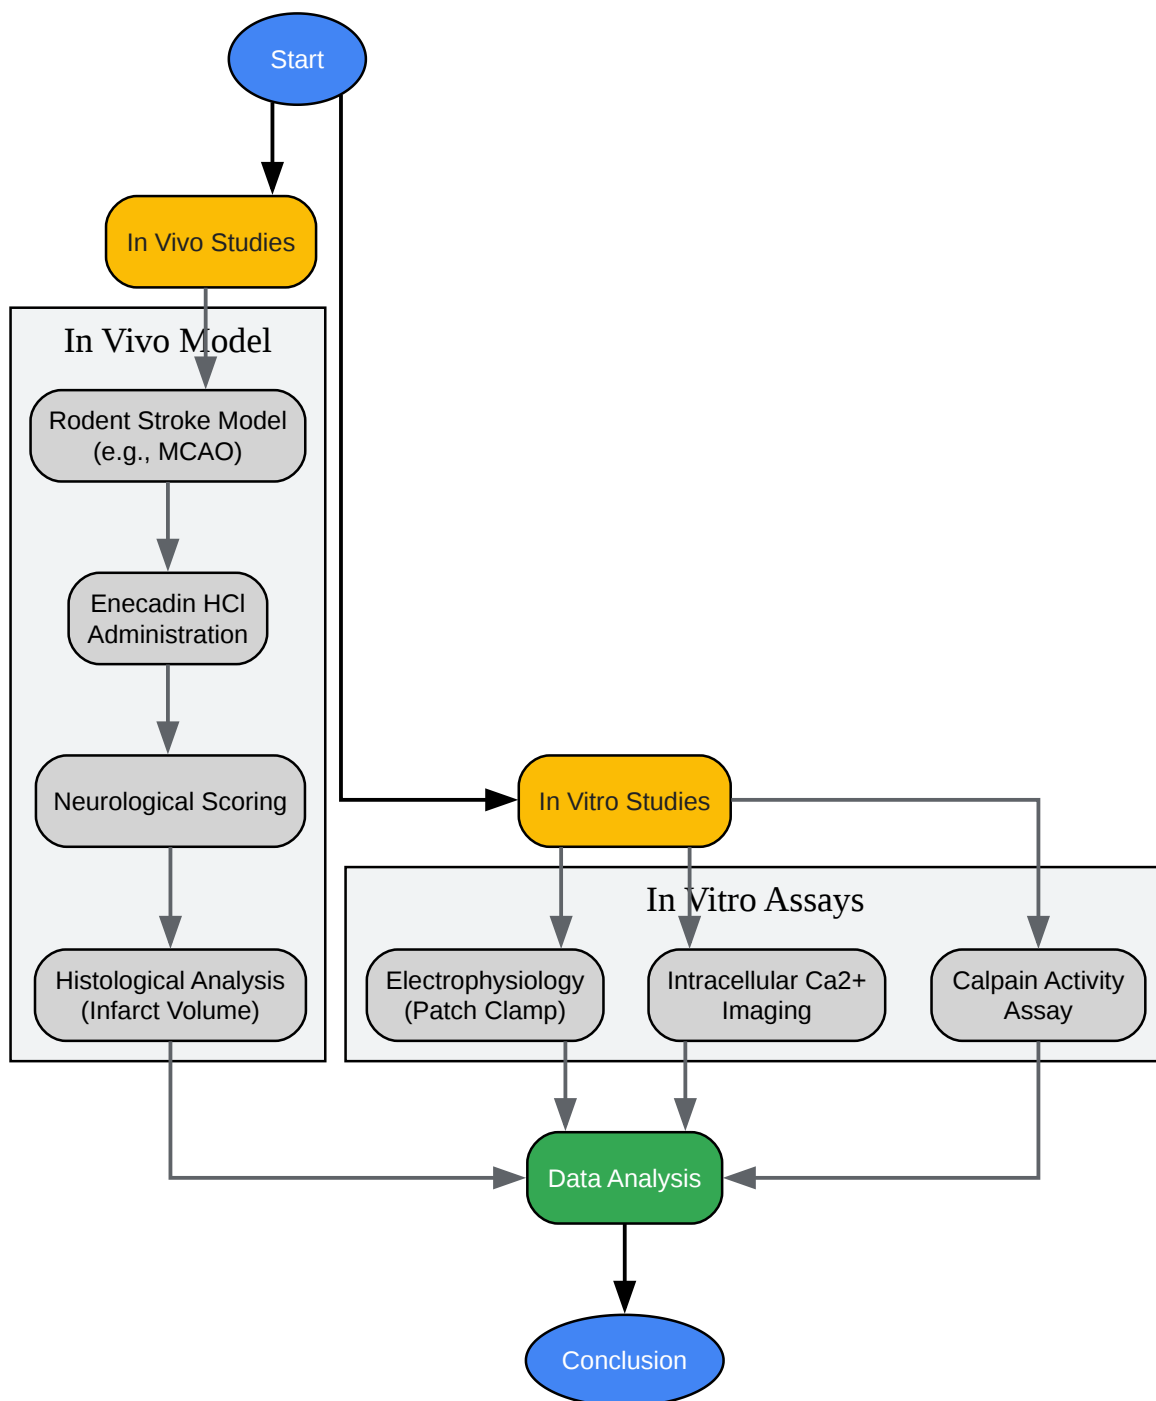 Start
In Vivo Studies
In Vivo Model
Rodent Stroke Model
(e.g., MCAO)
Enecadin HCl
Administration
Neurological Scoring
Histological Analysis
(Infarct Volume)
In Vitro Studies
In Vitro Assays
Electrophysiology
(Patch Clamp)
Intracellular Ca2+
Imaging
Calpain Activity
Assay
Data Analysis
Conclusion